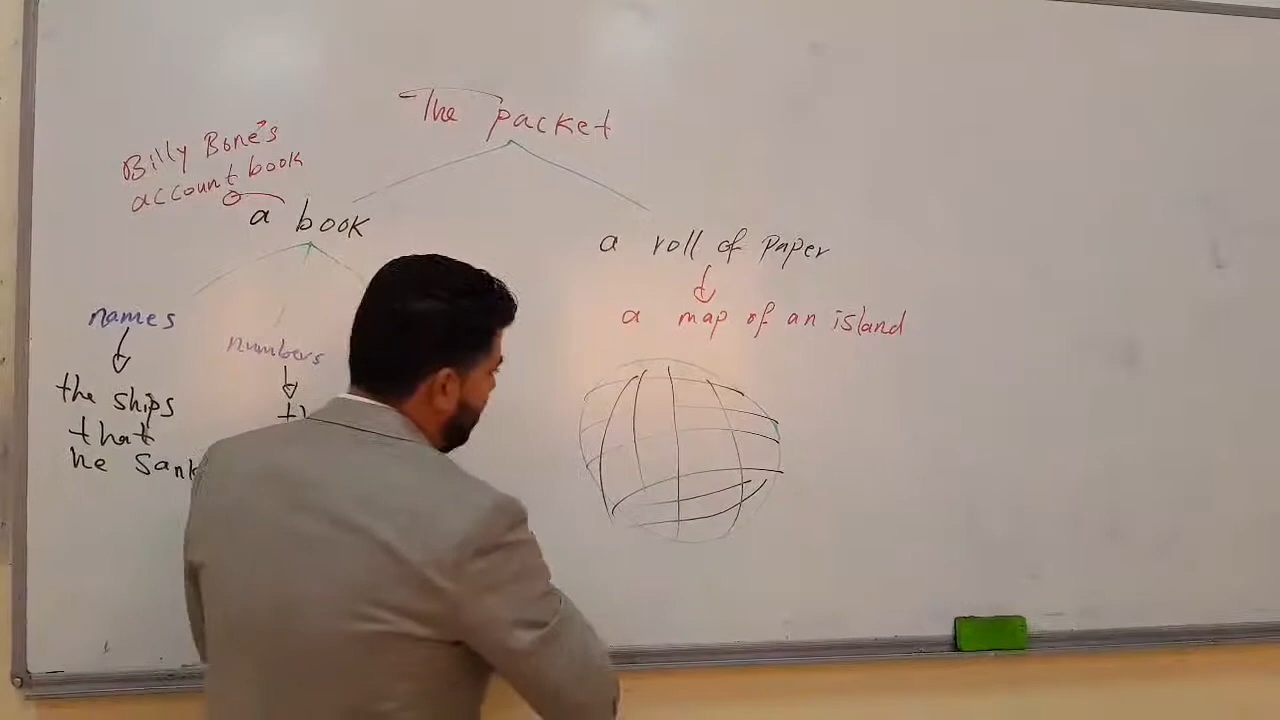 The packet
Billy Bone's
account book
a book
a roll of paper
names
a map of an island
numbers
the ships
that
he sank